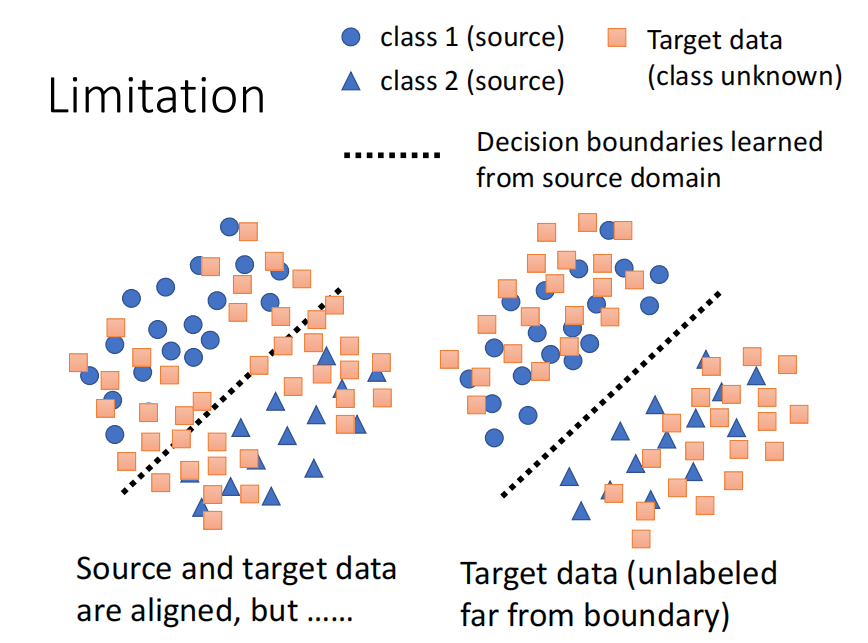 Limitation
class 1 (source)
class 2 (source)
Target data
(class unknown)
Decision boundaries learned
from source domain
Source and target data
are aligned, but ……
Target data (unlabeled
far from boundary)